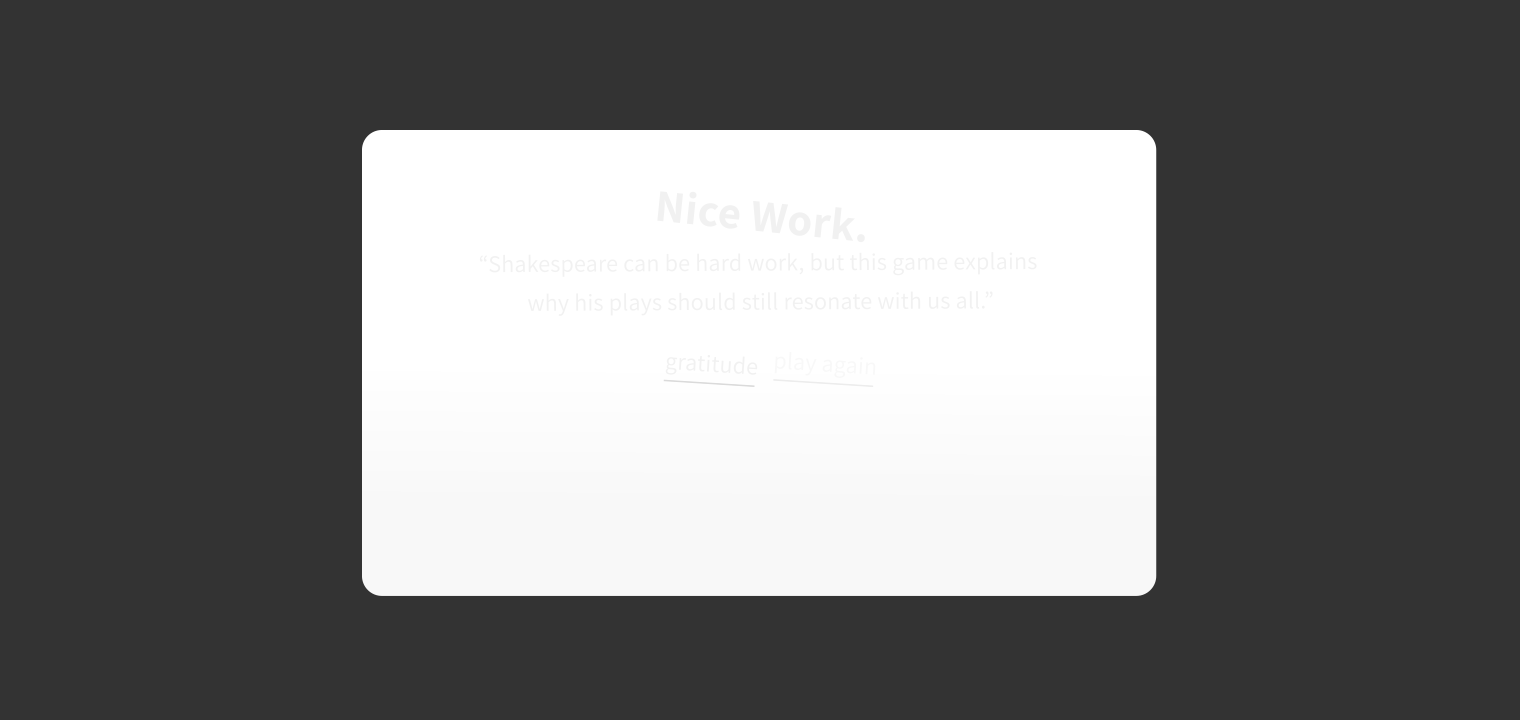 Nice Work.
“Shakespeare can be hard work, but this game explains
why his plays should still resonate with us all.”
gratitude play again